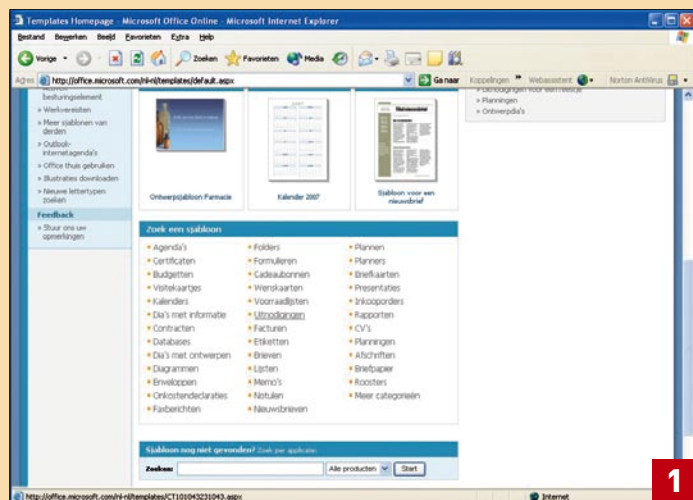 Templates Homepage - Microsoft Office Online - Microsoft Internet Explorer
Bestand Bewerken Beeld Favorieten Extra Help
Vorige Zoeken Favorieten Media
Adres http://office.microsoft.com/nl-nl/templates/default.aspx Ga naar Koppelingen » Webassistent Norton AntiVirus
besturingselement
» Werkvereisten
» Meer sjablonen van
derden
» Outlook-
internetagenda's
» Office thuis gebruiken
» Illustraties downloaden
» Nieuwe lettertypen
zoeken
Feedback
» Stuur ons uw
opmerkingen
2007
Ontwerpsjabloon Farmacie
Kalender 2007
Sjabloon voor een
nieuwsbrief
» Uitnodigingen voor een feestje
» Planningen
» Ontwerpdia's
Zoek een sjabloon
Agenda's
Certificaten
Budgetten
Visitekaartjes
Kalenders
Dia's met informatie
Contracten
Databases
Dia's met ontwerpen
Diagrammen
Enveloppen
Onkostendeclaraties
Faxberichten
Folders
Formulieren
Cadeaubonnen
Wenskaarten
Voorraadlijsten
Uitnodigingen
Facturen
Etiketten
Brieven
Lijsten
Memo's
Notulen
Nieuwsbrieven
Plannen
Planners
Briefkaarten
Presentaties
Inkooporders
Rapporten
CV's
Planningen
Afschriften
Briefpapier
Roosters
Meer categorieën
Sjabloon nog niet gevonden? Zoek per applicatie:
Zoeken: Alle producten Start
http://office.microsoft.com/nl-nl/templates/CT101043231043.aspx Internet
1